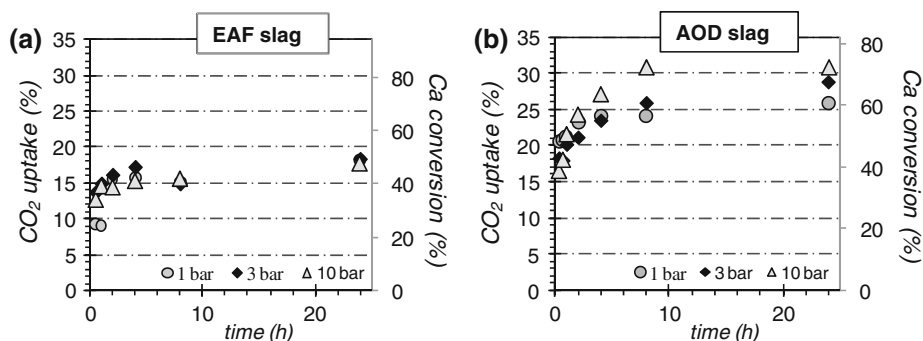 (a)
EAF slag
35
30
25
20
15
10
5
0
CO2 uptake (%)
80
60
40
20
0
Ca conversion (%)
1 bar 3 bar 10 bar
0 10 20
time (h)
(b)
AOD slag
35
30
25
20
15
10
5
0
CO2 uptake (%)
80
60
40
20
0
Ca conversion (%)
1 bar 3 bar 10 bar
0 10 20
time (h)